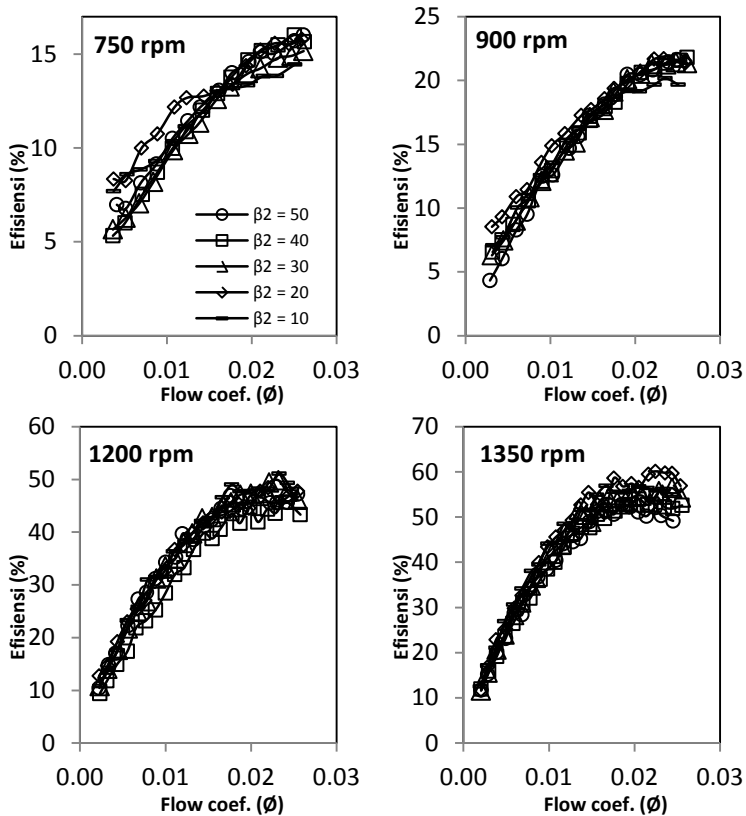 750 rpm
15
10
5
0
Efisiensi (%)
β2 = 50
β2 = 40
β2 = 30
β2 = 20
β2 = 10
0.00 0.01 0.02 0.03
Flow coef. (Ø)
900 rpm
25
20
15
10
5
0
Efisiensi (%)
0.00 0.01 0.02 0.03
Flow coef. (Ø)
1200 rpm
60
50
40
30
20
10
0
Efisiensi (%)
0.00 0.01 0.02 0.03
Flow coef. (Ø)
1350 rpm
70
60
50
40
30
20
10
0
Efisiensi (%)
0.00 0.01 0.02 0.03
Flow coef. (Ø)